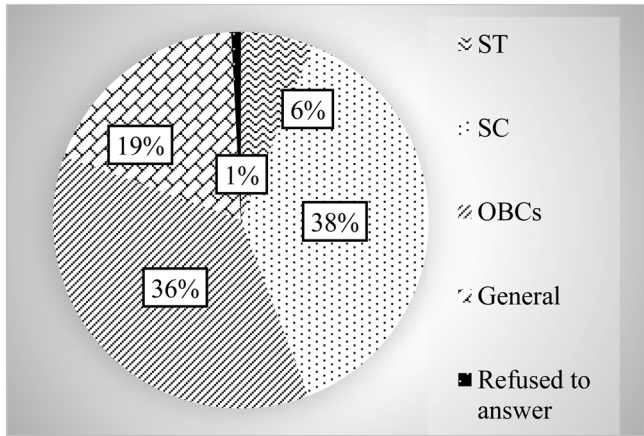 6%
19%
1%
38%
36%
ST
SC
OBCs
General
Refused to
answer